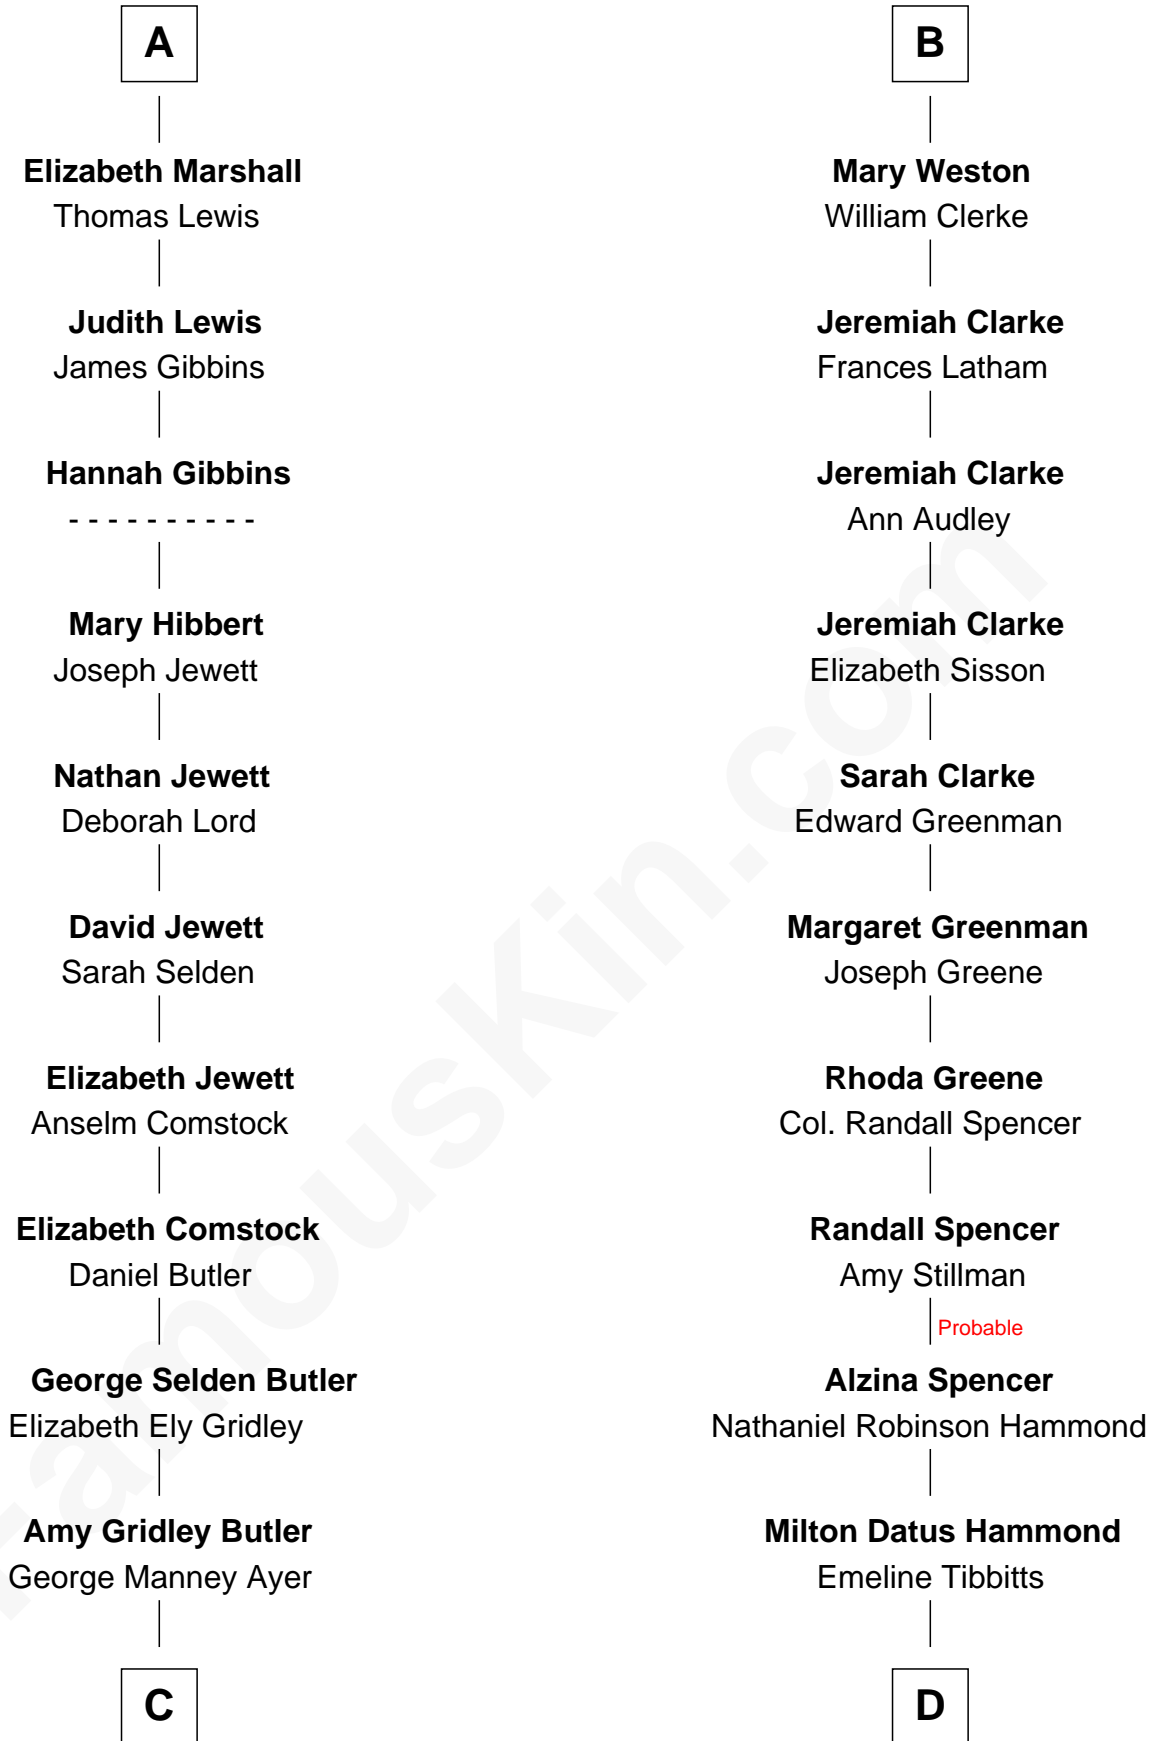 A
Elizabeth Marshall
Thomas Lewis
Judith Lewis
James Gibbins
Hannah Gibbins
- - - - - - - - - -
Mary Hibbert
Joseph Jewett
Nathan Jewett
Deborah Lord
David Jewett
Sarah Selden
Elizabeth Jewett
Anselm Comstock
Elizabeth Comstock
Daniel Butler
George Selden Butler
Elizabeth Ely Gridley
Amy Gridley Butler
George Manney Ayer
C
B
Mary Weston
William Clerke
Jeremiah Clarke
Frances Latham
Jeremiah Clarke
Ann Audley
Jeremiah Clarke
Elizabeth Sisson
Sarah Clarke
Edward Greenman
Margaret Greenman
Joseph Greene
Rhoda Greene
Col. Randall Spencer
Randall Spencer
Amy Stillman
Probable
Alzina Spencer
Nathaniel Robinson Hammond
Milton Datus Hammond
Emeline Tibbitts
D
FamousKin.com